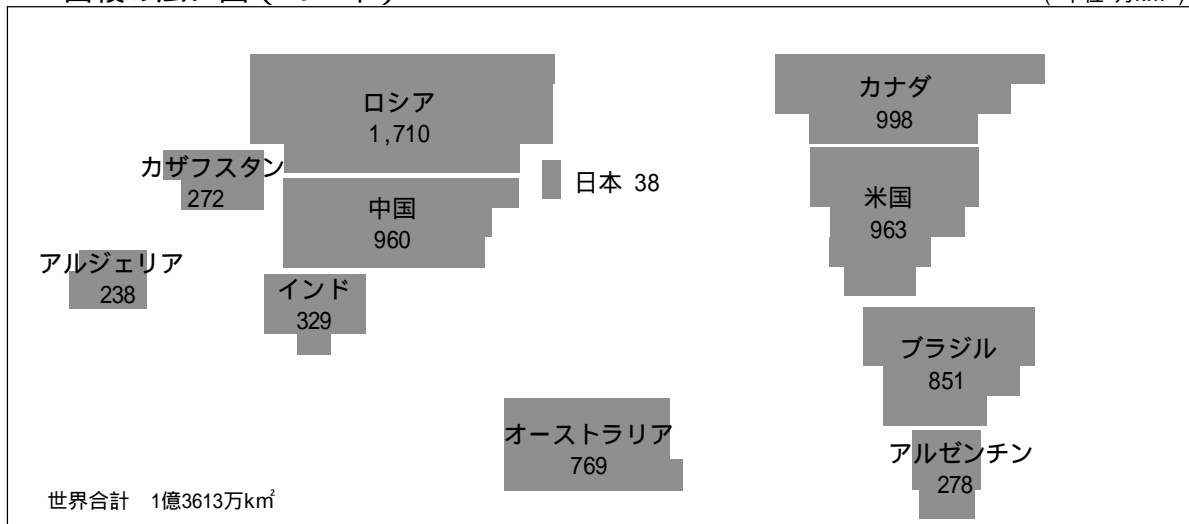 ロシア
1,710
カナダ
998
カザフスタン
272
日本 38
中国
960
米国
963
アルジェリア
238
インド
329
ブラジル
851
オーストラリア
769
アルゼンチン
278
世界合計 1億3613万k㎡